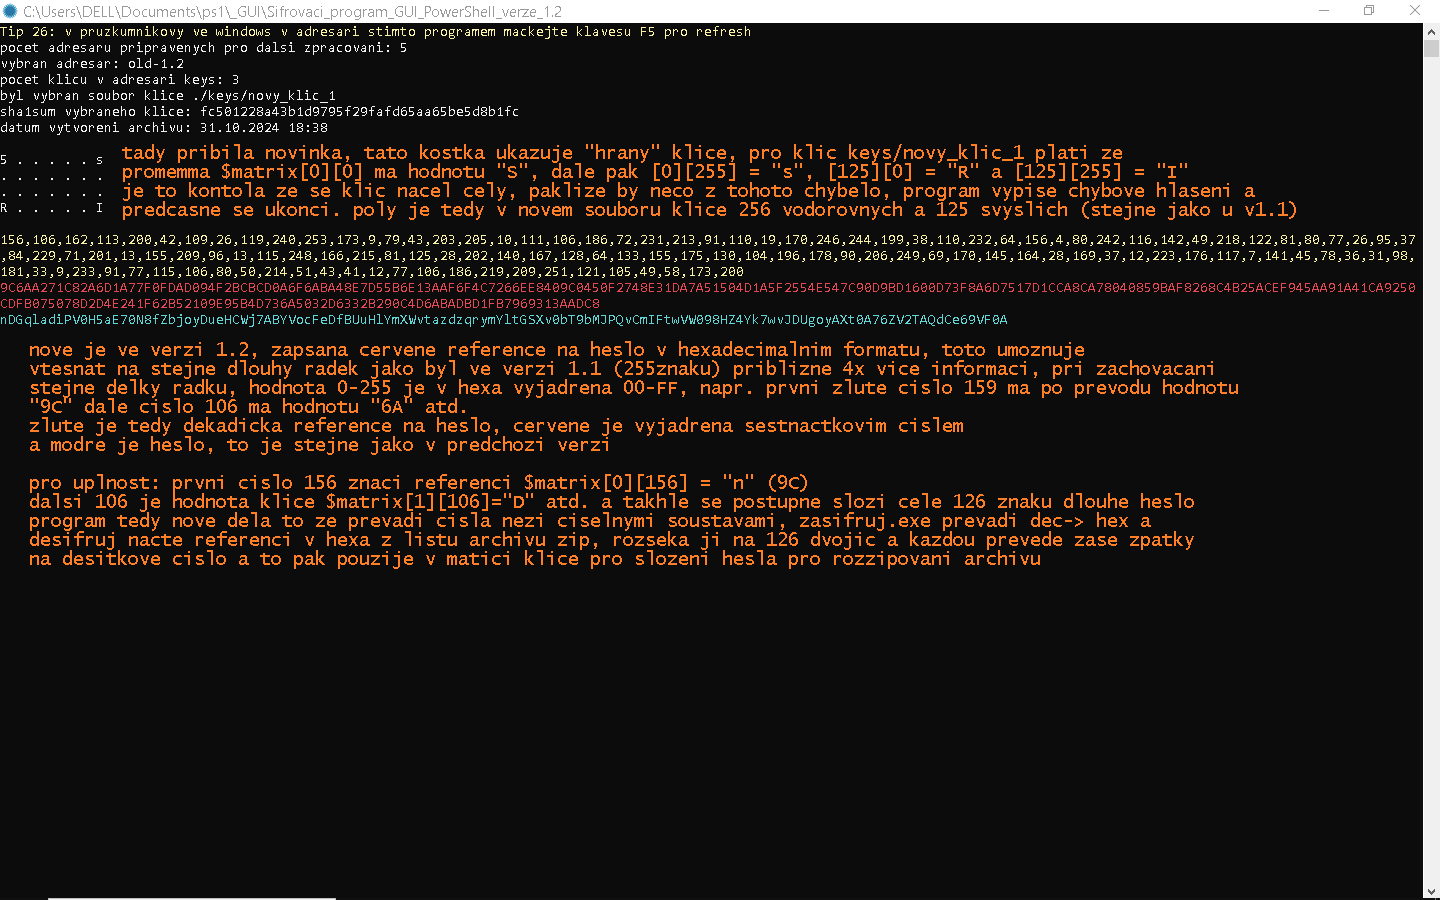 C:\Users\DELL\Documents\ps1\_GUI\Sifrovaci_program_GUI_PowerShell_verze_1.2
Tip 26: v pruzkumnikovy ve windows v adresari stimto programem mackejte klavesu F5 pro refresh
pocet adresaru pripravenych pro dalsi zpracovani: 5
vybran adresar: old-1.2
pocet klicu v adresari keys: 3
byl vybran soubor klice ./keys/novy_klic_1
sha1sum vybraneho klice: fc501228a43b1d9795f29fafd65aa65be5d8b1fc
datum vytvoreni archivu: 31.10.2024 18:38
5 . . . . . s tady pribila novinka, tato kostka ukazuje "hrany" klice, pro klic keys/novy_klic_1 plati ze
. . . . . . . promemma $matrix[0][0] ma hodnotu "S", dale pak [0][255] = "s", [125][0] = "R" a [125][255] = "I"
. . . . . . . je to kontola ze se klic nacel cely, paklize by neco z tohoto chybelo, program vypise chybove hlaseni a
R . . . . . I predcasne se ukonci. poly je tedy v novem souboru klice 256 vodorovnych a 125 svyslich (stejne jako u v1.1)
156,106,162,113,200,42,109,26,119,240,253,173,9,79,43,203,205,10,111,106,186,72,231,213,91,110,19,170,246,244,199,38,110,232,64,156,4,80,242,116,142,49,218,122,81,80,77,26,95,37
,84,229,71,201,13,155,209,96,13,115,248,166,215,81,125,28,202,140,167,128,64,133,155,175,130,104,196,178,90,206,249,69,170,145,164,28,169,37,12,223,176,117,7,141,45,78,36,31,98,
181,33,9,233,91,77,115,106,80,50,214,51,43,41,12,77,106,186,219,209,251,121,105,49,58,173,200
9C6AA271C82A6D1A77F0FDAD094F2BCBCD0A6F6ABA48E7D55B6E13AAF6F4C7266EE8409C0450F2748E31DA7A51504D1A5F2554E547C90D9BD1600D73F8A6D7517D1CCA8CA78040859BAF8268C4B25ACEF945AA91A41CA9250
CDFB075078D2D4E241F62B52109E95B4D736A5032D6332B290C4D6ABADBD1FB7969313AADC8
nDGqladiPV0H5aE70N8fZbjoyDueHCWj7ABYVocFeDfBUuHlYmXWvtazdzqrymYltGSXv0bT9bMJPQvCmIFtwVW098HZ4Yk7wvJDUgoyAXt0A76ZV2TAQdCe69VF0A
nove je ve verzi 1.2, zapsana cervene reference na heslo v hexadecimalnim formatu, toto umoznuje
vtesnat na stejne dlouhy radek jako byl ve verzi 1.1 (255znaku) priblizne 4x vice informaci, pri zachovacani
stejne delky radku, hodnota 0-255 je v hexa vyjadrena 00-FF, napr. prvni zlute cislo 159 ma po prevodu hodnotu
"9C" dale cislo 106 ma hodnotu "6A" atd.
zlute je tedy dekadicka reference na heslo, cervene je vyjadrena sestnactkovim cislem
a modre je heslo, to je stejne jako v predchozi verzi
pro uplnost: prvni cislo 156 znaci referenci $matrix[0][156] = "n" (9C)
dalsi 106 je hodnota klice $matrix[1][106]="D" atd. a takhle se postupne slozi cele 126 znaku dlouhe heslo
program tedy nove dela to ze prevadi cisla nezi ciselnymi soustavami, zasifruj.exe prevadi dec-> hex a
desifruj nacte referenci v hexa z listu archivu zip, rozseka ji na 126 dvojic a kazdou prevede zase zpatky
na desitkove cislo a to pak pouzije v matici klice pro slozeni hesla pro rozzipovani archivu